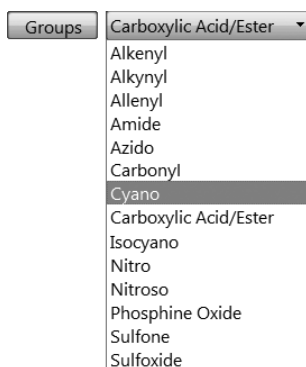 Groups Carboxylic Acid/Ester
Alkenyl
Alkynyl
Allenyl
Amide
Azido
Carbonyl
Cyano
Carboxylic Acid/Ester
Isocyano
Nitro
Nitroso
Phosphine Oxide
Sulfone
Sulfoxide